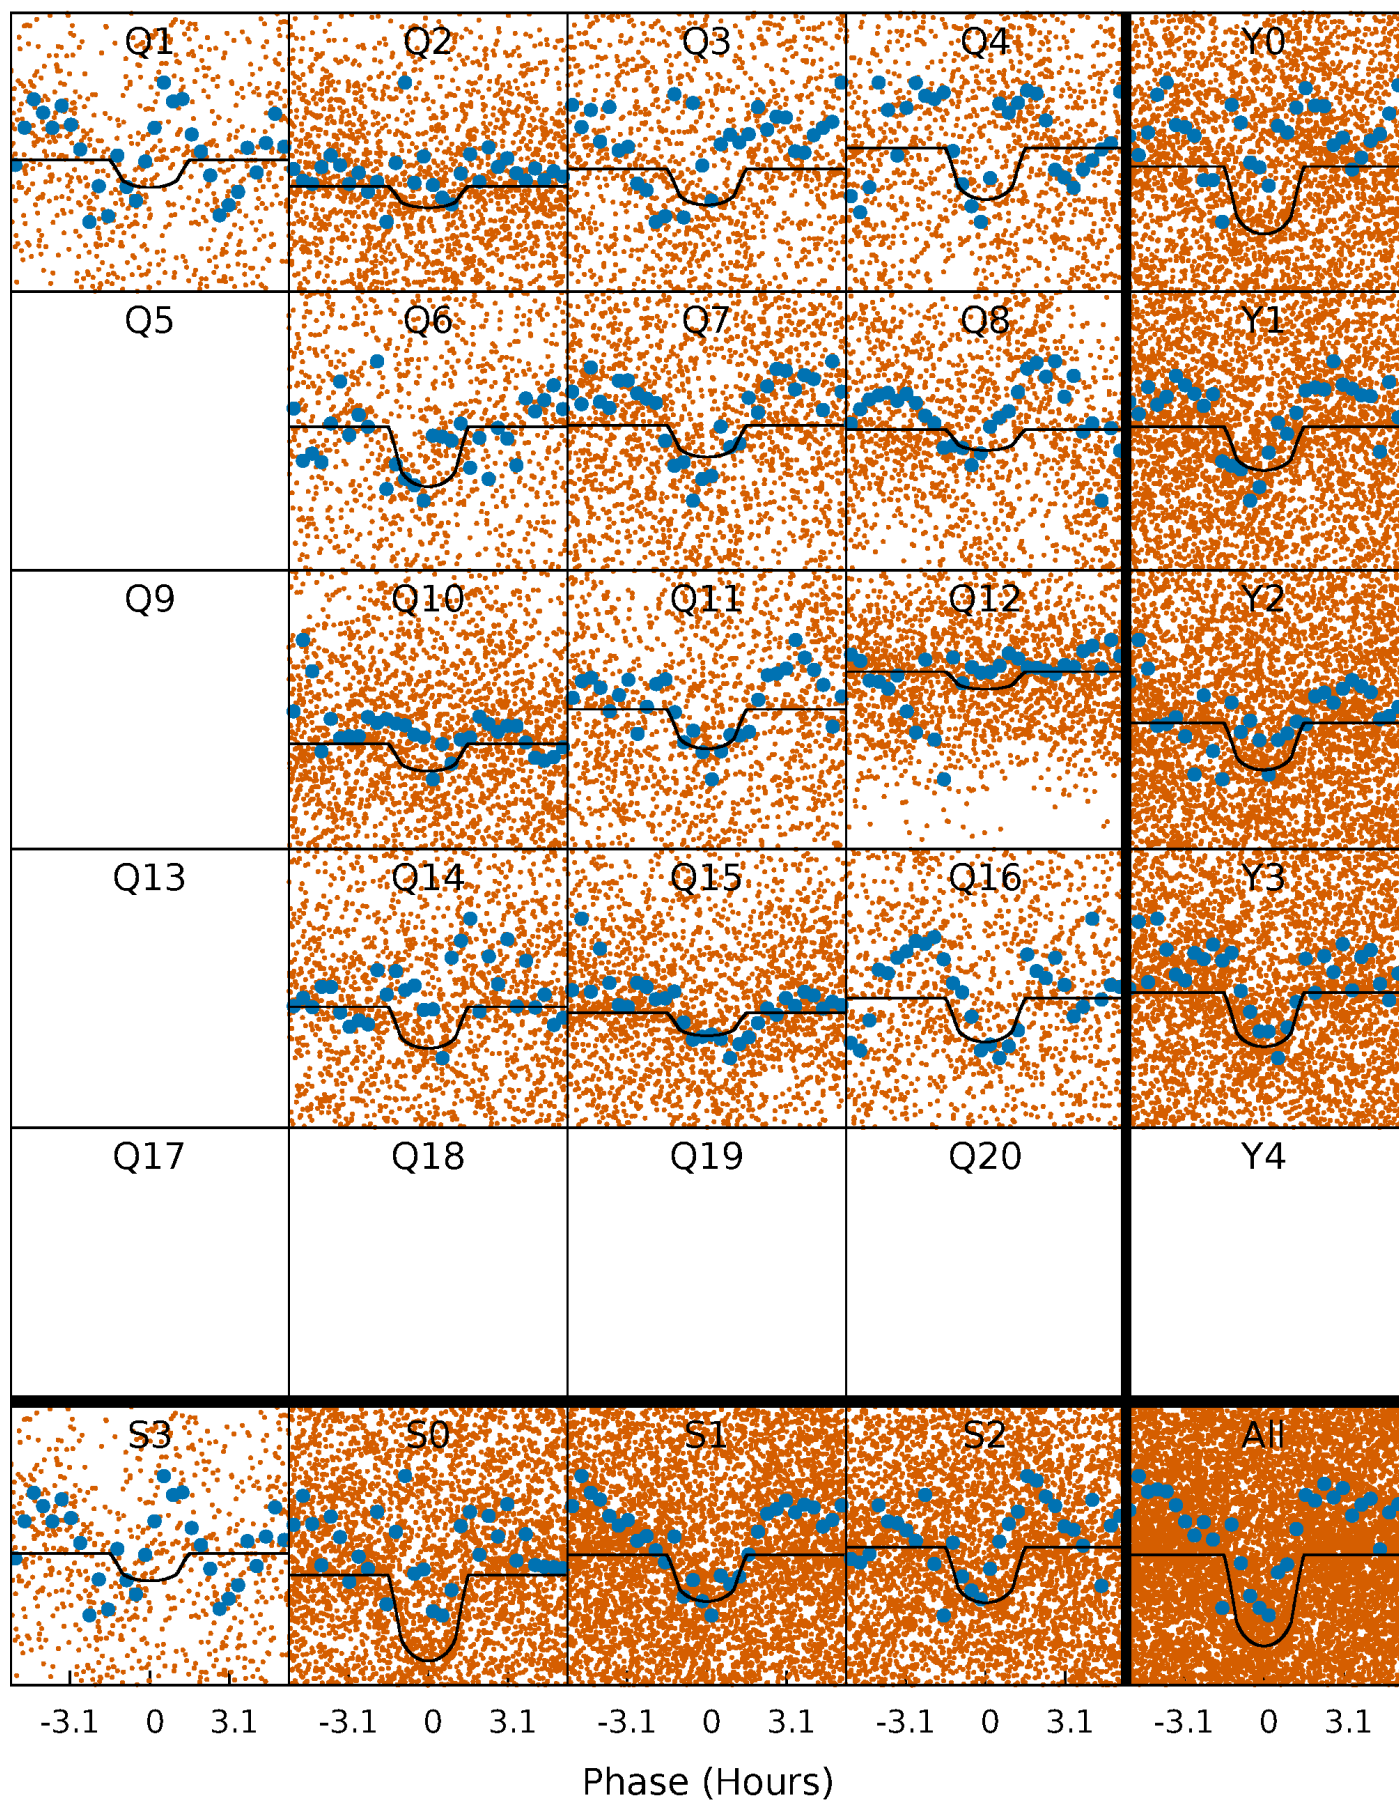 Q1 Q2 Q3 Q4 Y0
Q5 Q6 Q7 Q8 Y1
Q9 Q10 Q11 Q12 Y2
Q13 Q14 Q15 Q16 Y3
Q17 Q18 Q19 Q20 Y4
S3 S0 S1 S2 All
-3.1 0 3.1 -3.1 0 3.1 -3.1 0 3.1 -3.1 0 3.1 -3.1 0 3.1
Phase (Hours)